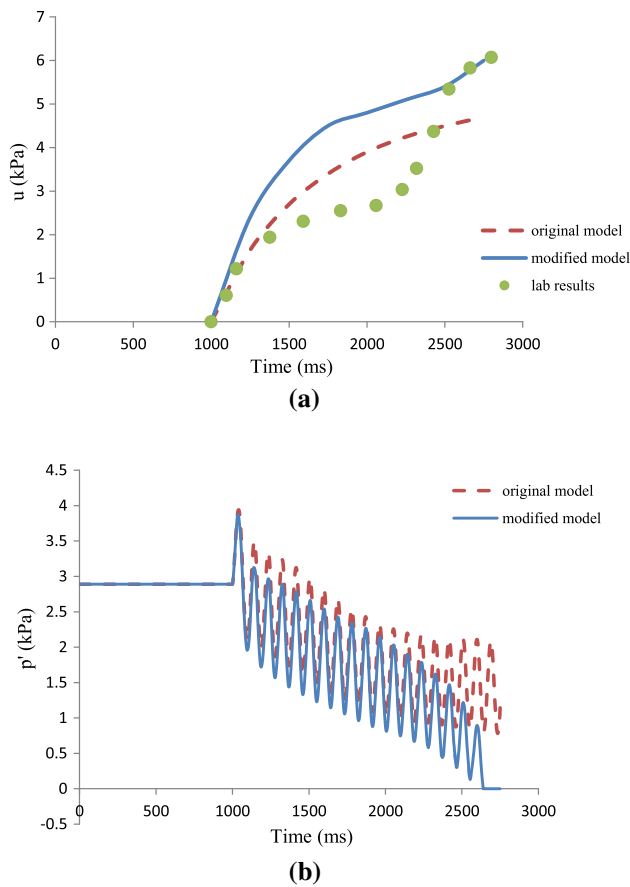 7
6
5
4
3
2
1
0
u (kPa)
original model
modified model
lab results
0 500 1000 1500 2000 2500 3000
Time (ms)
(a)
4.5
4
3.5
3
2.5
2
1.5
1
0.5
0
-0.5
p' (kPa)
original model
modified model
0 500 1000 1500 2000 2500 3000
Time (ms)
(b)